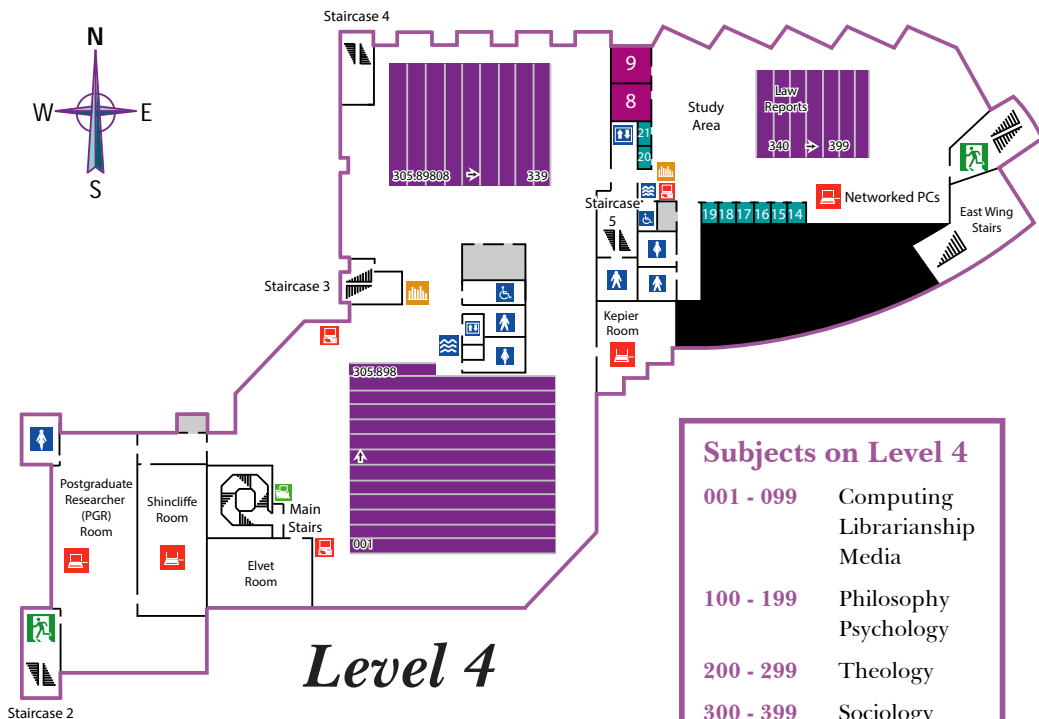 Staircase 4
N
W E
S
9
8
Law
Reports
Study
Area
21
20
340 399
305.89808 339
Staircase
5
Networked PCs
19 18 17 16 15 14
East Wing
Stairs
Staircase 3
Kepier
Room
305.898
001
Postgraduate
Researcher
(PGR)
Room
Shincliffe
Room
Main
Stairs
Elvet
Room
Level 4
Staircase 2
Subjects on Level 4
001 - 099 Computing
Librarianship
Media
100 - 199 Philosophy
Psychology
200 - 299 Theology
300 - 399 Sociology